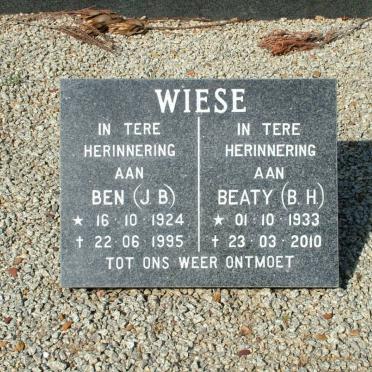 WIESE
IN TERE
HERINNERING
AAN
BEN (J. B.)
★ 16·10·1924
† 22·06·1995
IN TERE
HERINNERING
AAN
BEATY (B. H.)
★ 01·10·1933
† 23·03·2010
TOT ONS WEER ONTMOET